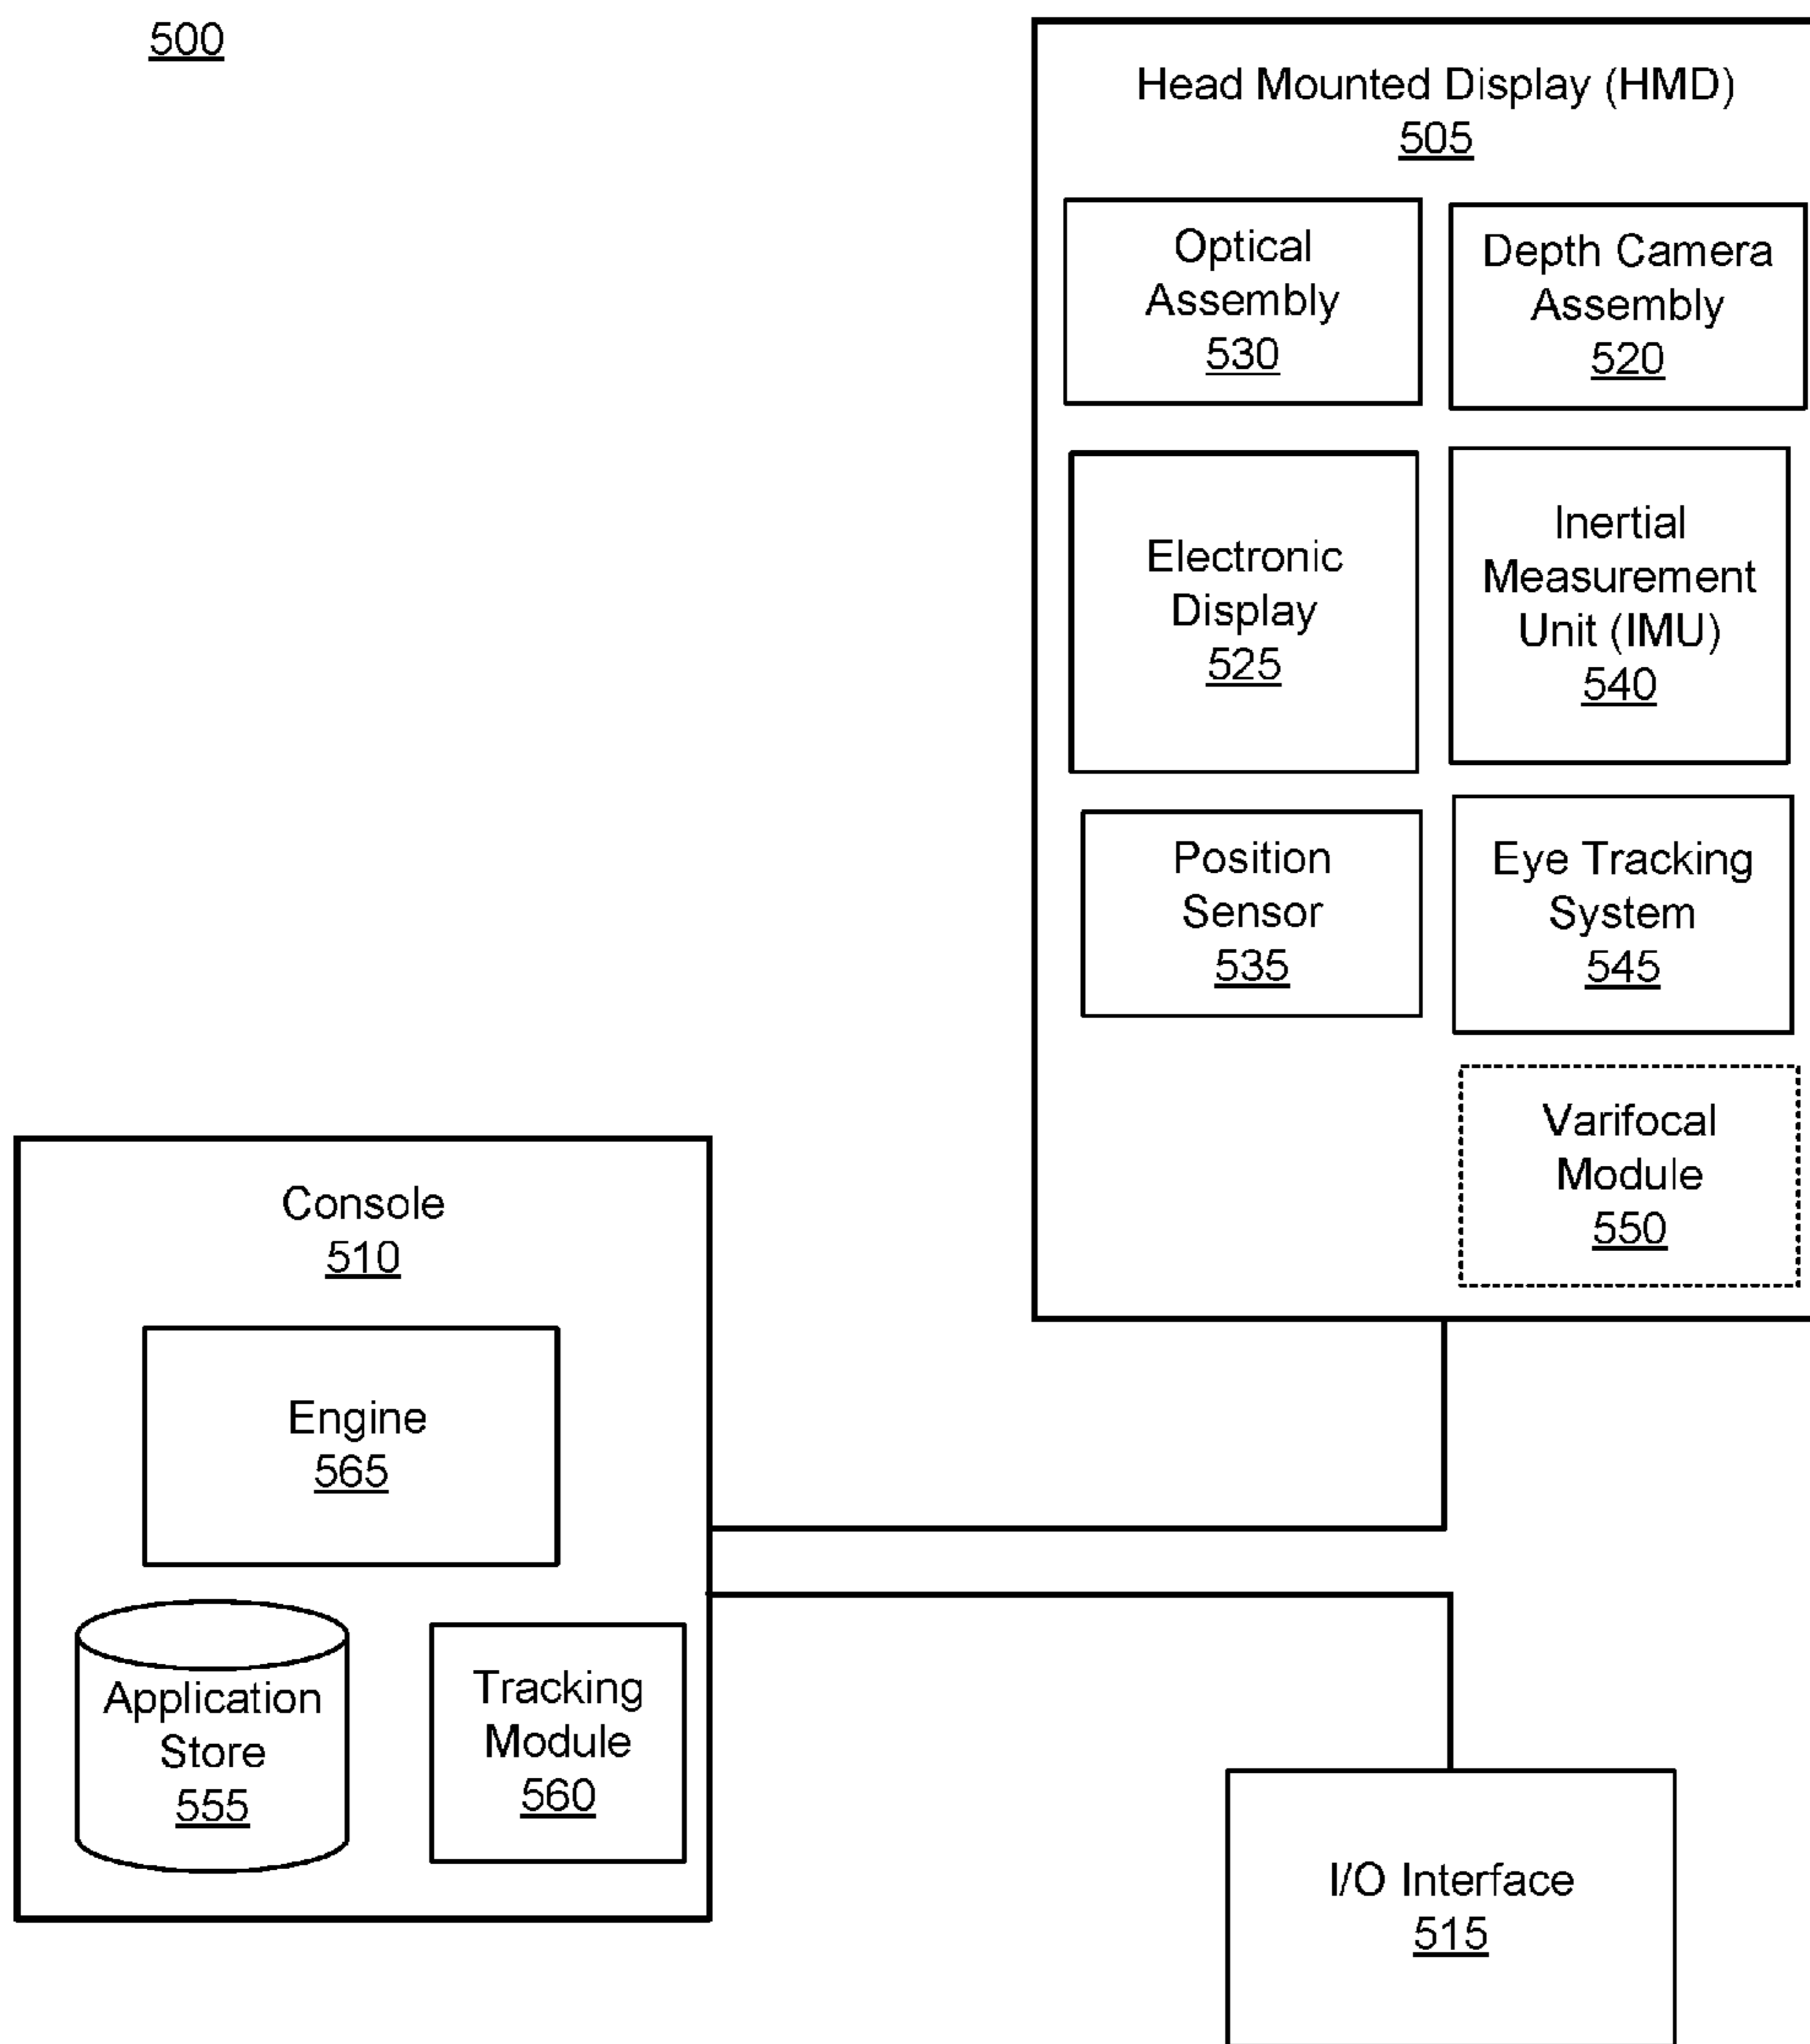 500
Head Mounted Display (HMD)
505
Optical
Assembly
530
Depth Camera
Assembly
520
Electronic
Display
525
Inertial
Measurement
Unit (IMU)
540
Position
Sensor
535
Eye Tracking
System
545
Varifocal
Module
550
Console
510
Engine
565
Application
Store
555
Tracking
Module
560
I/O Interface
515